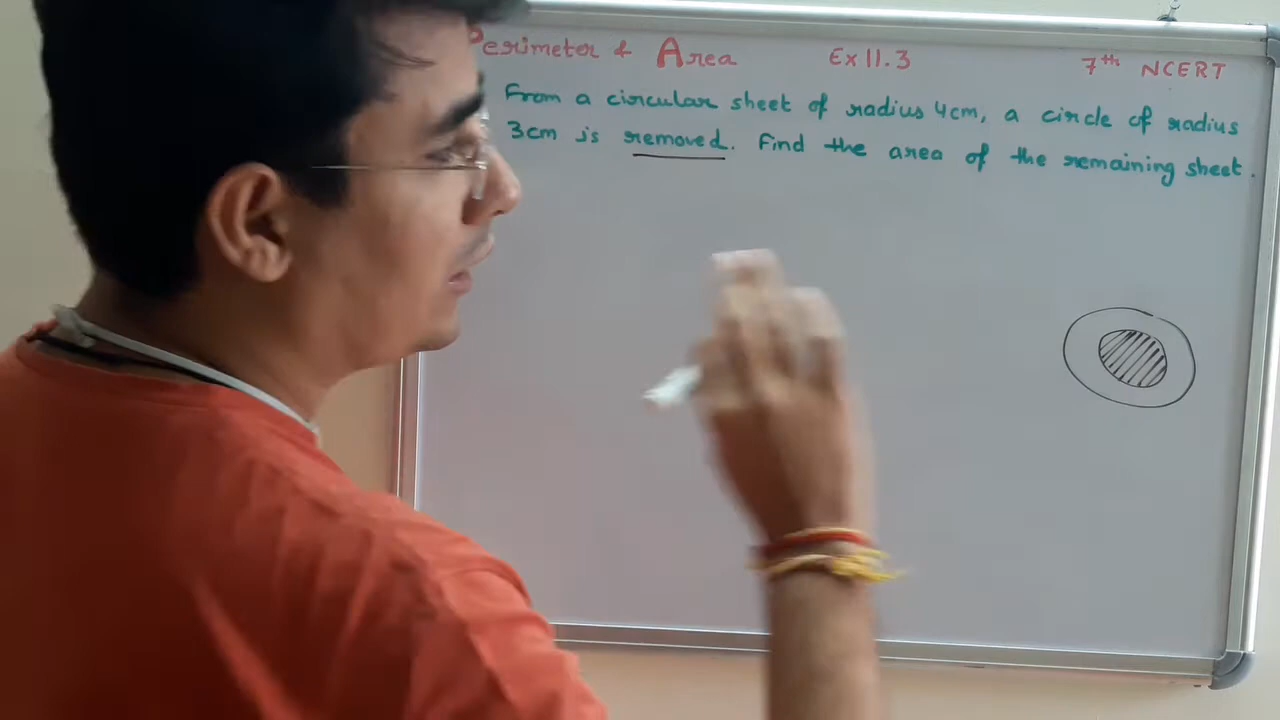 Perimeter & Area Ex 11.3 7th NCERT
From a circular sheet of radius 4cm, a circle of radius
3cm is removed. Find the area of the remaining sheet.